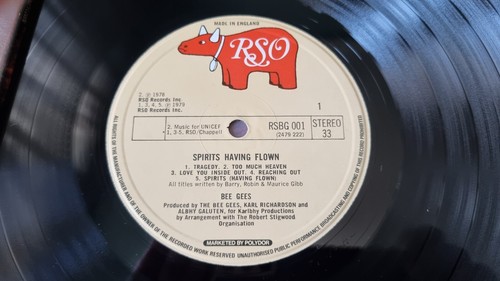 MADE IN ENGLAND
RSO
2. ℗ 1978
RSO Records Inc
1, 3, 4, 5. ℗ 1979
RSO Records Inc.
1
2. Music for UNICEF
1, 3-5. RSO/Chappell
RSBG 001
(2479 222)
STEREO
33
SPIRITS HAVING FLOWN
1. TRAGEDY. 2. TOO MUCH HEAVEN
3. LOVE YOU INSIDE OUT. 4. REACHING OUT
5. SPIRITS (HAVING FLOWN)
All titles written by Barry, Robin & Maurice Gibb
BEE GEES
Produced by THE BEE GEES, KARL RICHARDSON and
ALBHY GALUTEN, for Karlbhy Productions
by Arrangement with The Robert Stigwood
Organisation
MARKETED BY POLYDOR
ALL RIGHTS OF THE MANUFACTURER AND OF THE OWNER OF THE RECORDED WORK RESERVED UNAUTHORISED PUBLIC PERFORMANCE BROADCASTING AND COPYING OF THIS RECORD PROHIBITED